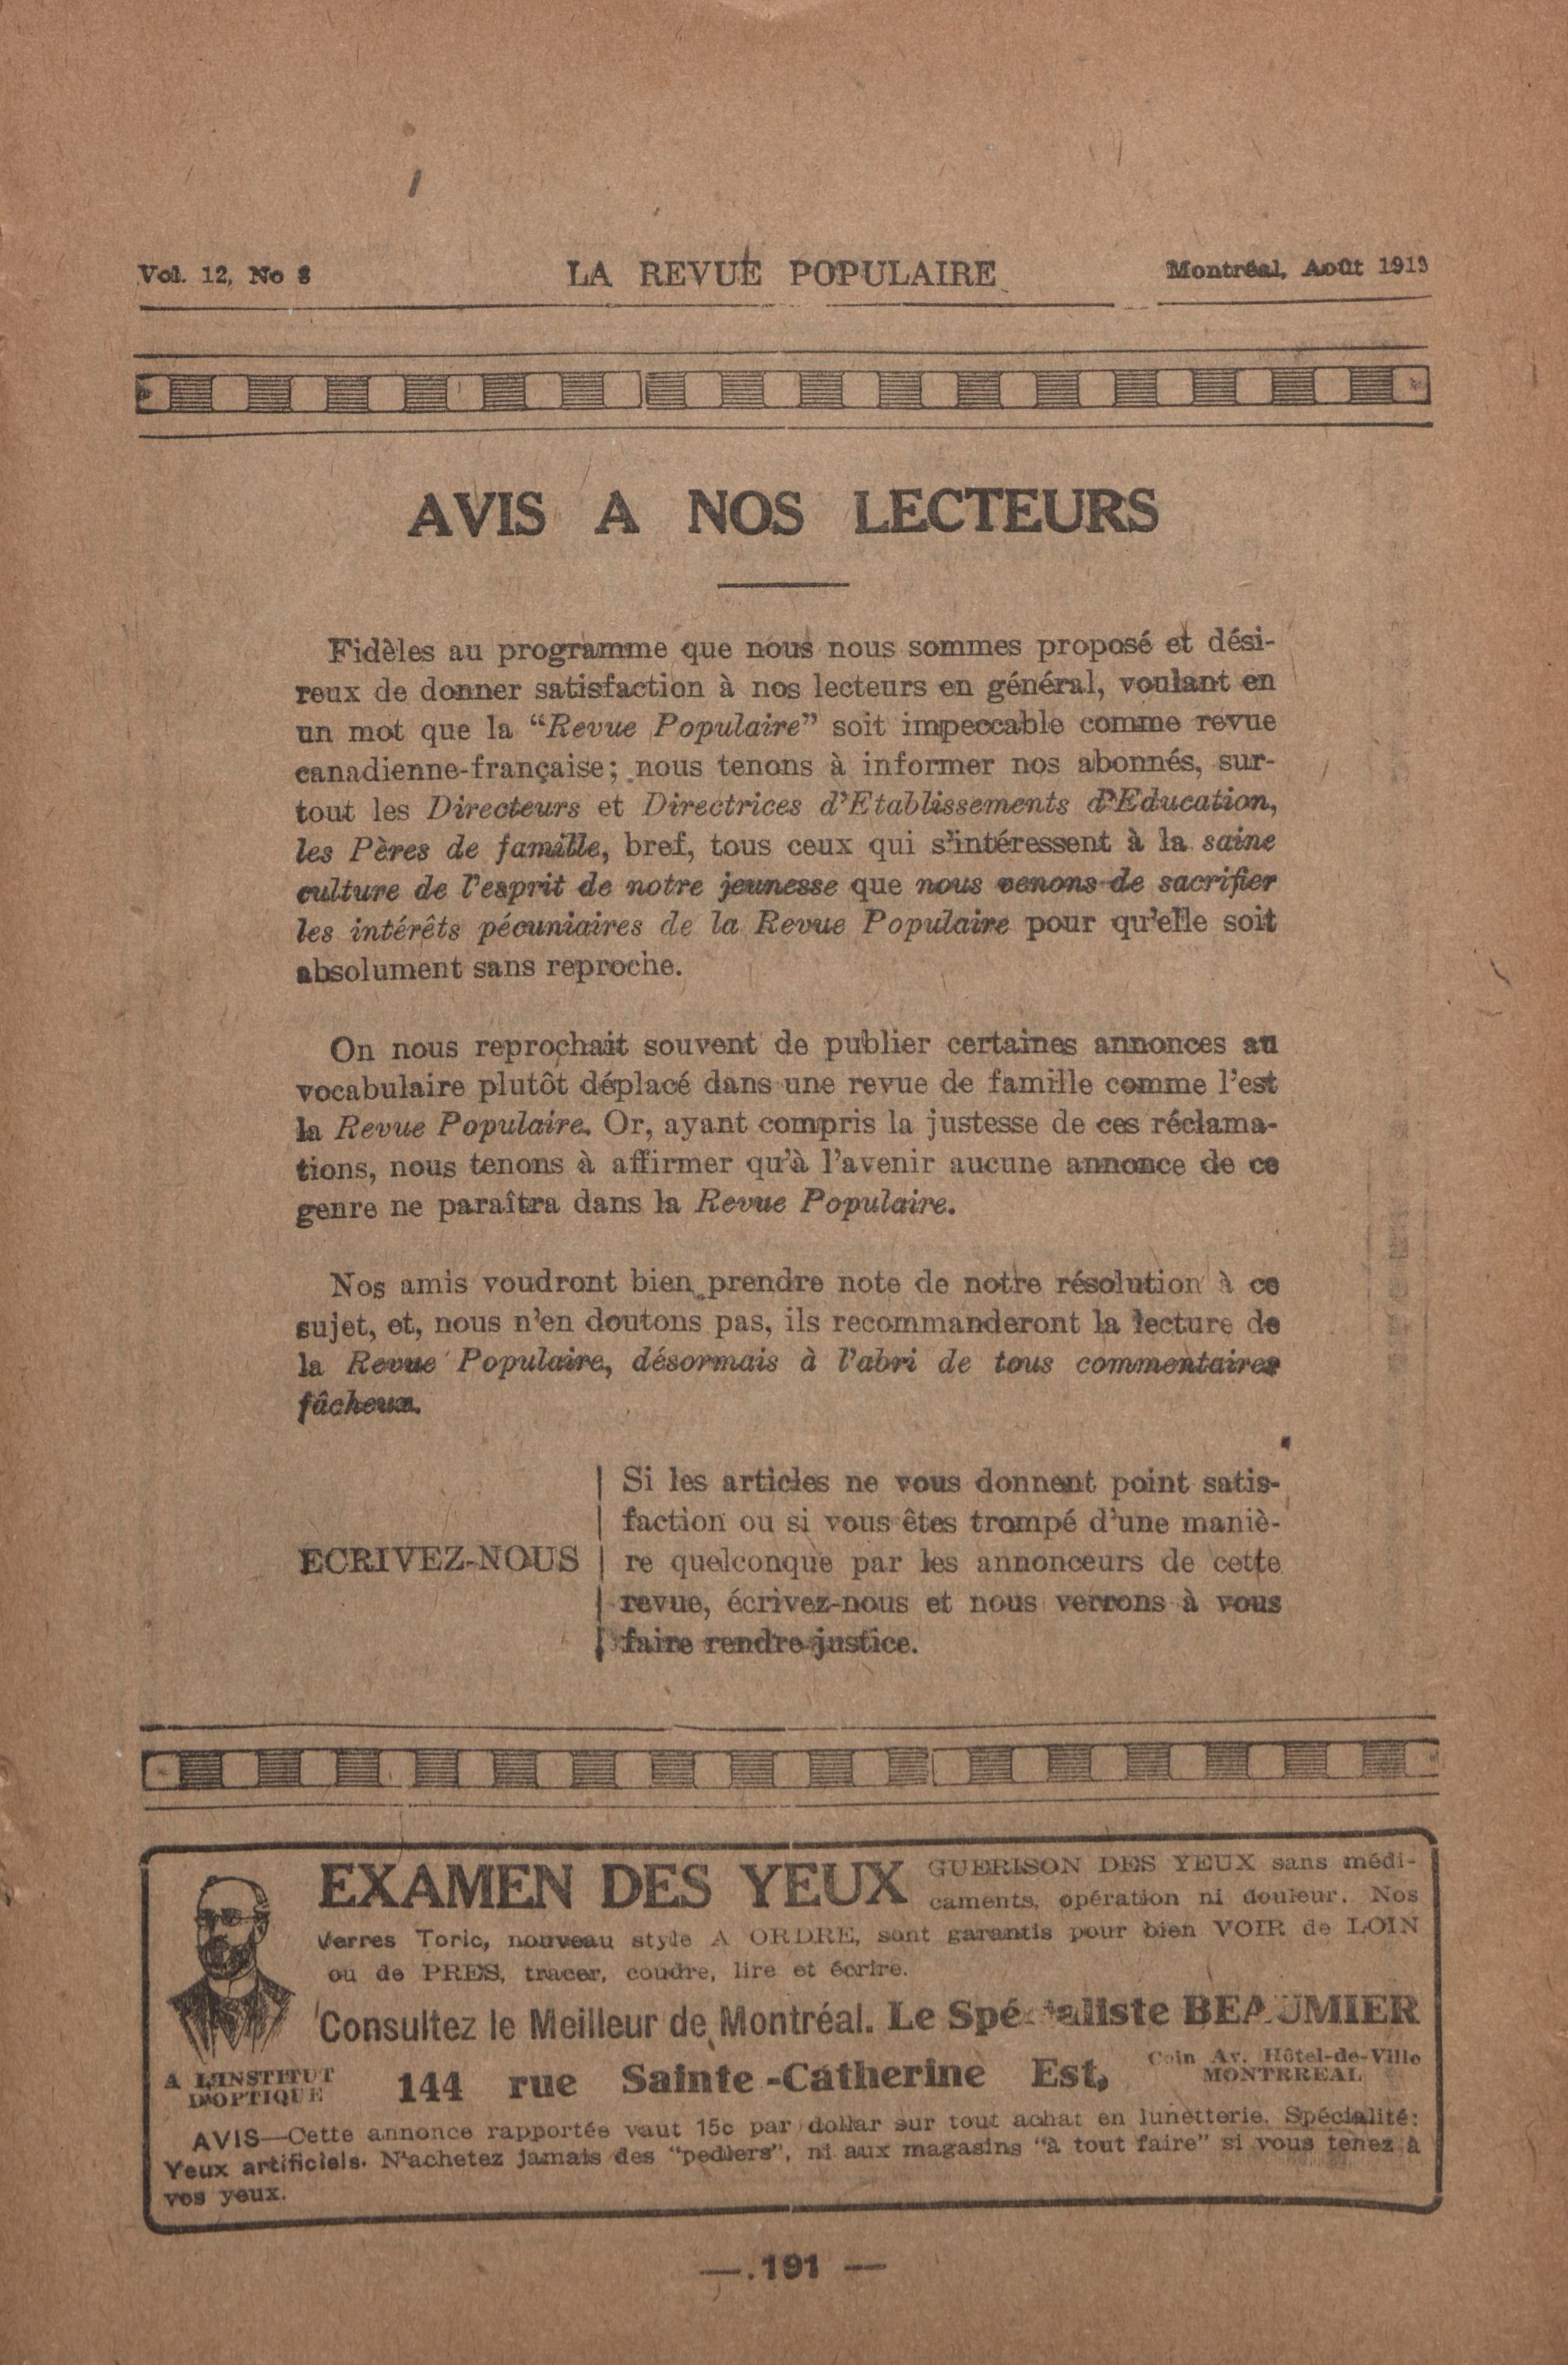 Vol. 12, No 8
LA REVUE POPULAIRE
Montréal, Août 1919
AVIS A NOS LECTEURS
Fidèles au programme que nous nous sommes proposé et dési-
reux de donner satisfaction à nos lecteurs en général, voulant en
un mot que la "Revue Populaire" soit impeccable comme revue
canadienne-française; nous tenons à informer nos abonnés, sur-
tout les Directeurs et Directrices d'Etablissements d'Education,
les Pères de famille, bref, tous ceux qui s'intéressent à la saine
culture de l'esprit de notre jeunesse que nous venons de sacrifier
les intérêts pécuniaires de la Revue Populaire pour qu'elle soit
absolument sans reproche.
On nous reprochait souvent de publier certaines annonces au
vocabulaire plutôt déplacé dans une revue de famille comme l'est
la Revue Populaire. Or, ayant compris la justesse de ces réclama-
tions, nous tenons à affirmer qu'à l'avenir aucune annonce de ce
genre ne paraîtra dans la Revue Populaire.
Nos amis voudront bien prendre note de notre résolution à ce
sujet, et, nous n'en doutons pas, ils recommanderont la lecture de
la Revue Populaire, désormais à l'abri de tous commentaires
fâcheux.
ECRIVEZ-NOUS
Si les articles ne vous donnent point satis-
faction ou si vous êtes trompé d'une maniè-
re quelconque par les annonceurs de cette
revue, écrivez-nous et nous verrons à vous
faire rendre justice.
EXAMEN DES YEUX
GUERISON DES YEUX sans médi-
caments, opération ni douleur. Nos
Verres Toric, nouveau style A ORDRE, sont garantis pour bien VOIR de LOIN
ou de PRES, tracer, coudre, lire et écrire.
Consultez le Meilleur de Montréal. Le Spécialiste BEAUMIER
A L'INSTITUT
D'OPTIQUE
144 rue Sainte-Catherine Est,
Coin Av. Hôtel-de-Ville
MONTRREAL
AVIS—Cette annonce rapportée vaut 15c par dollar sur tout achat en lunetterie. Spécialité:
Yeux artificiels. N'achetez jamais des "pedlers", ni aux magasins "à tout faire" si vous tenez à
vos yeux.
—.191 —